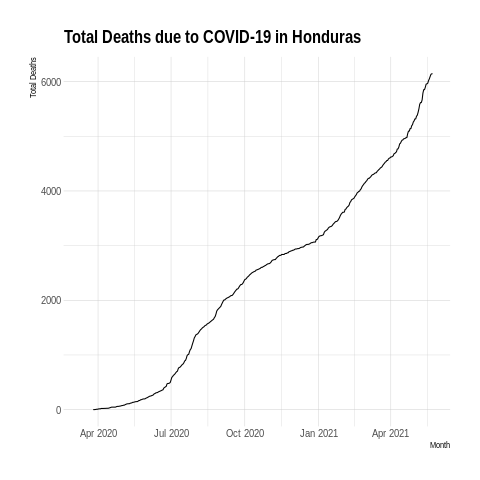 Total Deaths due to COVID-19 in Honduras
Total Deaths
6000
4000
2000
0
Apr 2020 Jul 2020 Oct 2020 Jan 2021 Apr 2021
Month